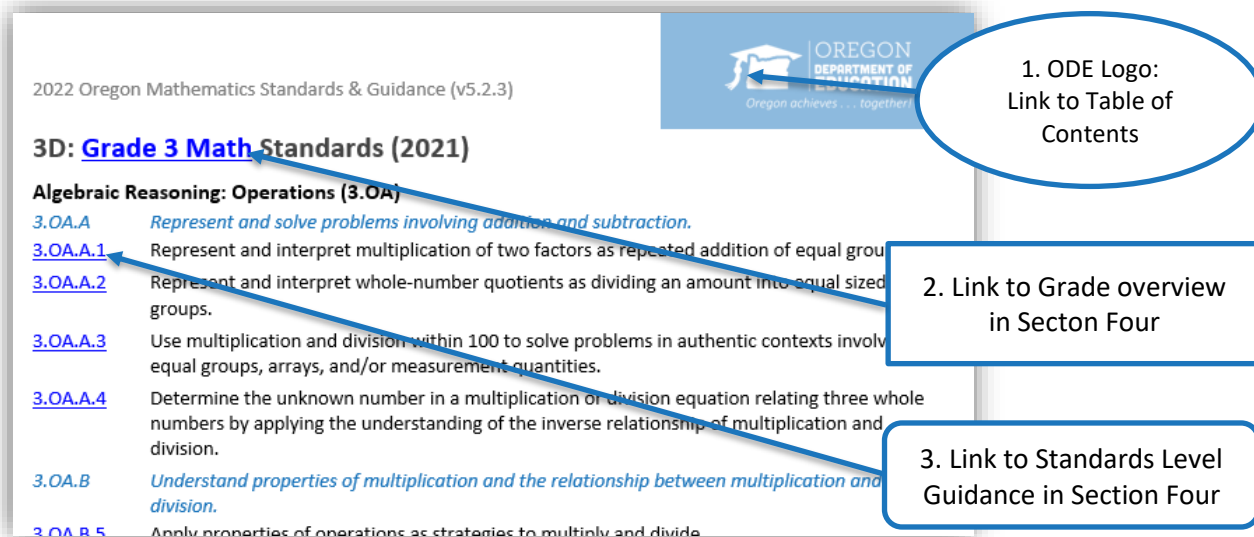 OREGON
DEPARTMENT OF
EDUCATION
Oregon achieves . . . together!
2022 Oregon Mathematics Standards & Guidance (v5.2.3)
1. ODE Logo:
Link to Table of
Contents
3D: Grade 3 Math Standards (2021)
Algebraic Reasoning: Operations (3.OA)
3.OA.A Represent and solve problems involving addition and subtraction.
3.OA.A.1 Represent and interpret multiplication of two factors as repeated addition of equal grou
3.OA.A.2 Represent and interpret whole-number quotients as dividing an amount into equal sized
groups.
3.OA.A.3 Use multiplication and division within 100 to solve problems in authentic contexts involv
equal groups, arrays, and/or measurement quantities.
3.OA.A.4 Determine the unknown number in a multiplication or division equation relating three whole
numbers by applying the understanding of the inverse relationship of multiplication and
division.
3.OA.B Understand properties of multiplication and the relationship between multiplication and
division.
3.OA.B.5 Apply properties of operations as strategies to multiply and divide.
2. Link to Grade overview
in Secton Four
3. Link to Standards Level
Guidance in Section Four